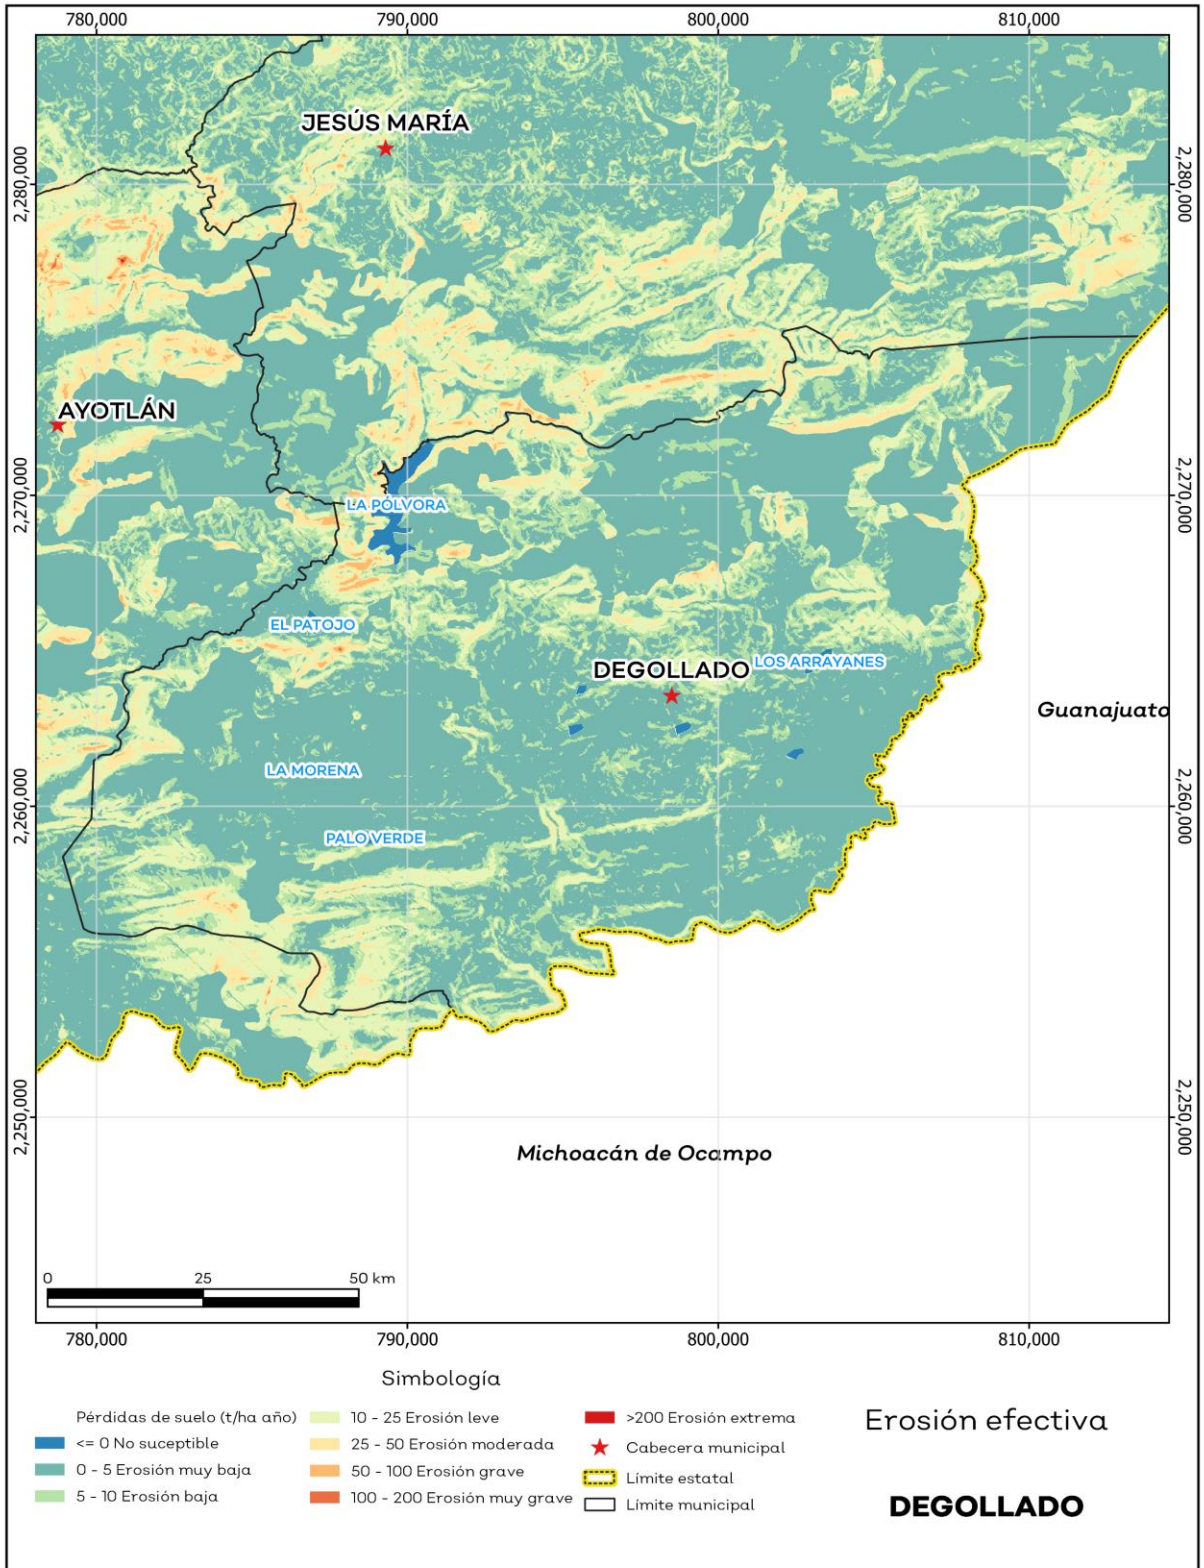 780,000 790,000 800,000 810,000
JESÚS MARÍA
2,280,000 2,280,000
AYOTLÁN
2,270,000 2,270,000
LA PÓLVORA
EL PATOJO
DEGOLLADO
LOS ARRAYANES
Guanajuato
LA MORENA
2,260,000 2,260,000
PALO VERDE
2,250,000 2,250,000
Michoacán de Ocampo
0 25 50 km
780,000 790,000 800,000 810,000
Simbología
Pérdidas de suelo (t/ha año)
<= 0 No suceptible
0 - 5 Erosión muy baja
5 - 10 Erosión baja
10 - 25 Erosión leve
25 - 50 Erosión moderada
50 - 100 Erosión grave
100 - 200 Erosión muy grave
>200 Erosión extrema
Cabecera municipal
Límite estatal
Límite municipal
Erosión efectiva
DEGOLLADO